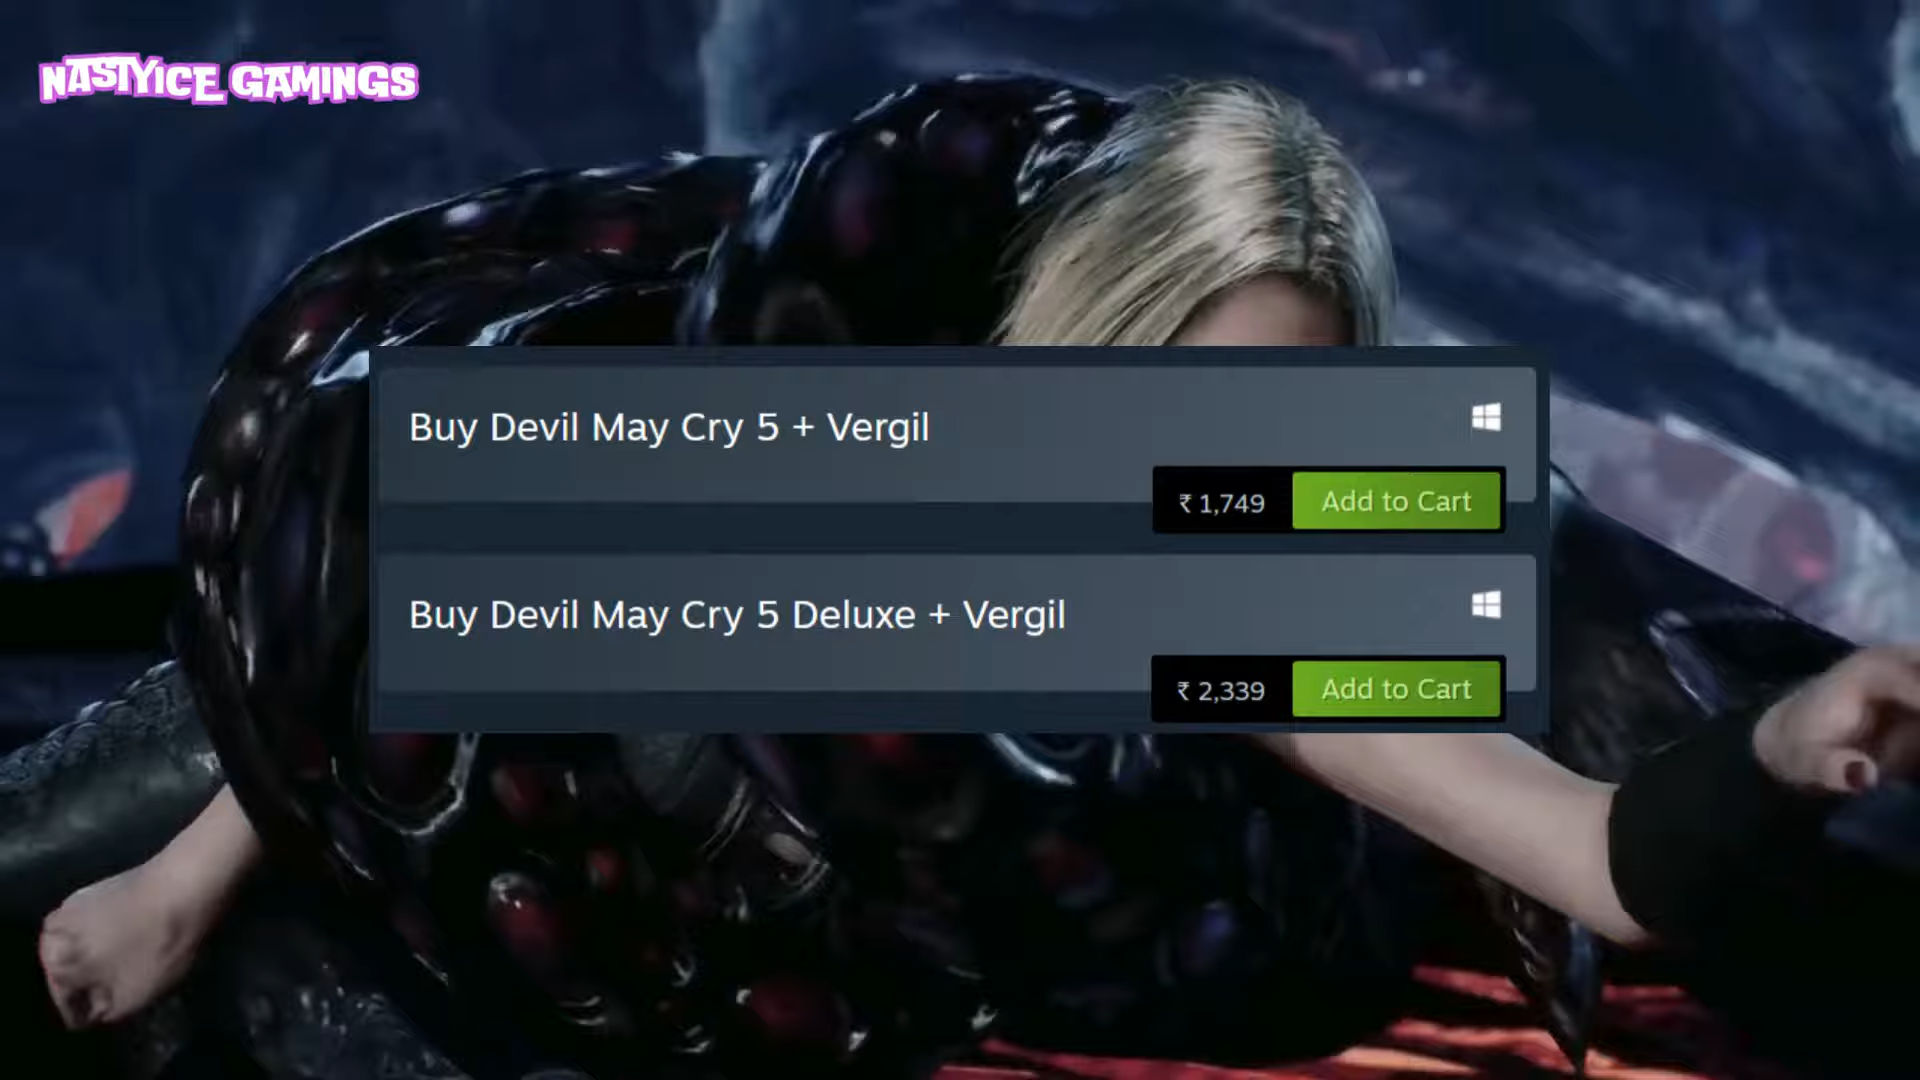 NASTYICE GAMINGS
Buy Devil May Cry 5 + Vergil
₹ 1,749 Add to Cart
Buy Devil May Cry 5 Deluxe + Vergil
₹ 2,339 Add to Cart